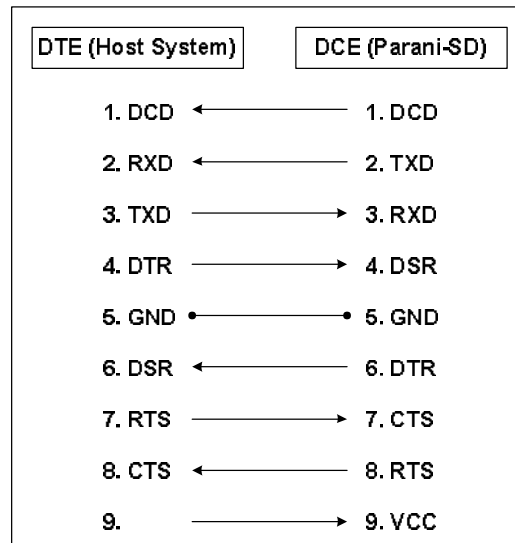 DTE (Host System) DCE (Parani-SD)
1. DCD 1. DCD
2. RXD 2. TXD
3. TXD 3. RXD
4. DTR 4. DSR
5. GND 5. GND
6. DSR 6. DTR
7. RTS 7. CTS
8. CTS 8. RTS
9. 9. VCC